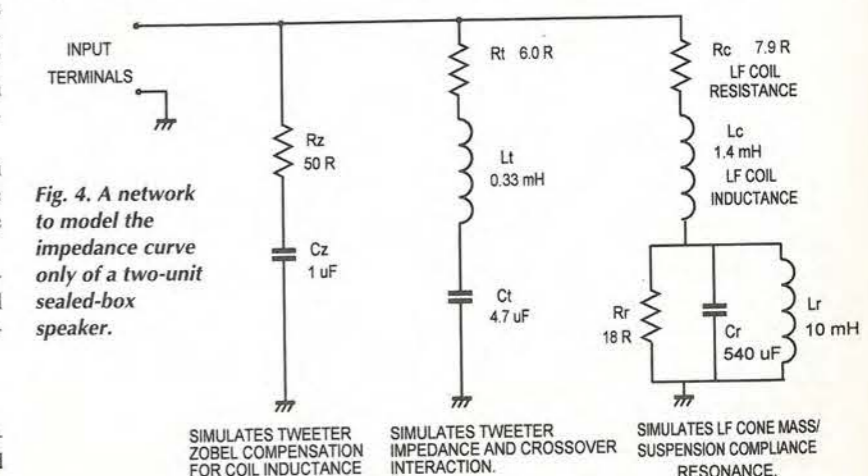 INPUT
TERMINALS
Rz
50 R
Cz
1 uF
Rt 6.0 R
Lt
0.33 mH
Ct
4.7 uF
Rc 7.9 R
LF COIL
RESISTANCE
Lc
1.4 mH
LF COIL
INDUCTANCE
Rr
18 R
Cr
540 uF
Lr
10 mH
Fig. 4. A network
to model the
impedance curve
only of a two-unit
sealed-box
speaker.
SIMULATES TWEETER
ZOBEL COMPENSATION
FOR COIL INDUCTANCE
SIMULATES TWEETER
IMPEDANCE AND CROSSOVER
INTERACTION.
SIMULATES LF CONE MASS/
SUSPENSION COMPLIANCE
RESONANCE.